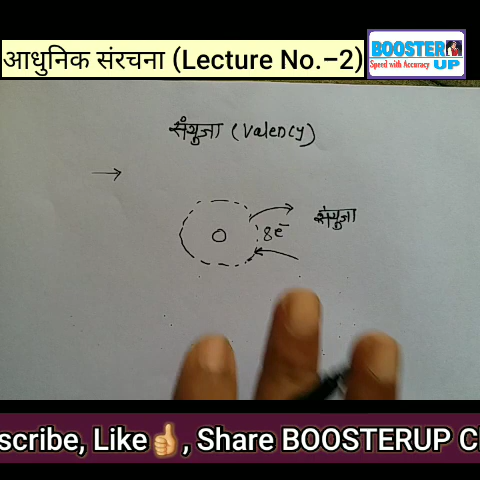 आधुनिक संरचना (Lecture No.–2)
BOOSTER
Speed with Accuracy UP
संयुजा (Valency)
→
8e⁻ संयुजा
scribe, Like👍, Share BOOSTERUP C